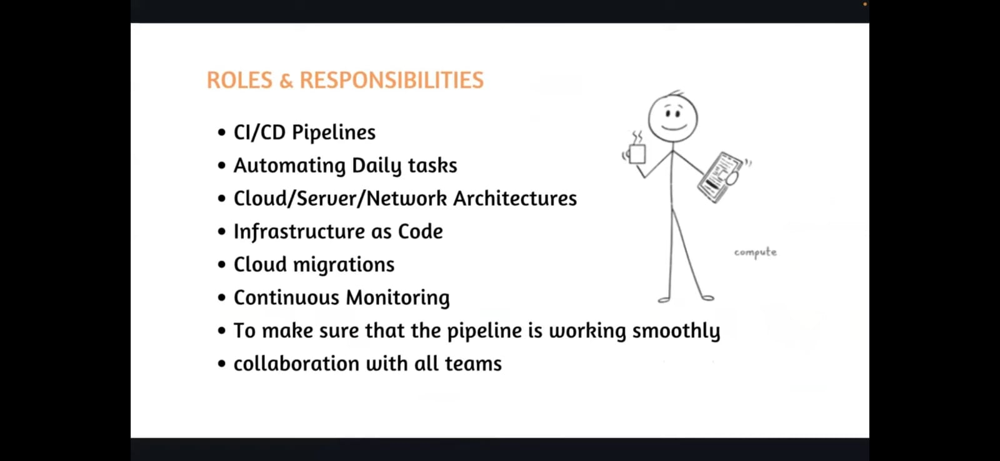 ROLES & RESPONSIBILITIES
• CI/CD Pipelines
• Automating Daily tasks
• Cloud/Server/Network Architectures
• Infrastructure as Code
• Cloud migrations
• Continuous Monitoring
• To make sure that the pipeline is working smoothly
• collaboration with all teams
compute